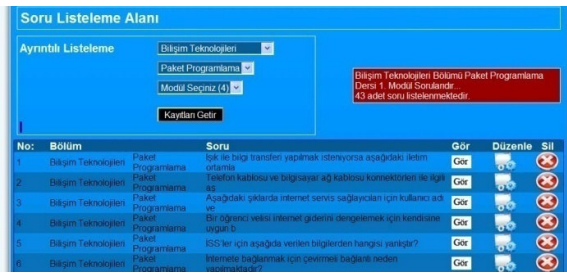 Soru Listeleme Alanı
Ayrıntılı Listeleme
Bilişim Teknolojileri
Paket Programlama
Modül Seçiniz (4)
Kayıtları Getir
Bilişim Teknolojileri Bölümü Paket Programlama
Dersi 1. Modül Sorularıdır...
43 adet soru listelenmektedir.
No: Bölüm Soru Gör Düzenle Sil
1 Bilişim Teknolojileri Paket Programlama Işık ile bilgi transferi yapılmak isteniyorsa aşağıdaki iletim ortamla Gör
2 Bilişim Teknolojileri Paket Programlama Telefon kablosu ve bilgisayar ağ kablosu konnektörleri ile ilgili aş Gör
3 Bilişim Teknolojileri Paket Programlama Aşağıdaki şıklarda internet servis sağlayıcıları için kullanıcı adı ve Gör
4 Bilişim Teknolojileri Paket Programlama Bir öğrenci velisi internet giderini dengelemek için kendisine uygun b Gör
5 Bilişim Teknolojileri Paket Programlama ISS'ler için aşağıda verilen bilgilerden hangisi yanlıştır? Gör
6 Bilişim Teknolojileri Paket Programlama İnternete bağlanmak için çevirmeli bağlantı neden yapılmaktadır? Gör